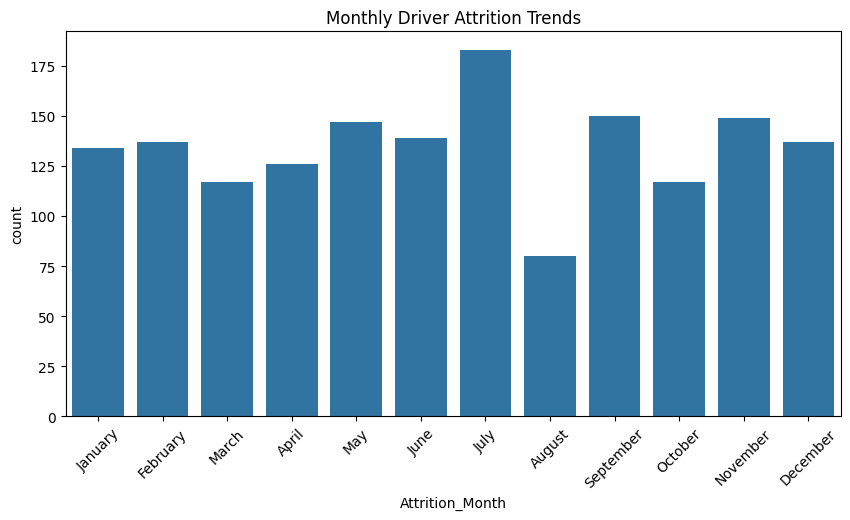 Monthly Driver Attrition Trends
175
150
125
100
75
50
25
0
count
January
February
March
April
May
June
July
August
September
October
November
December
Attrition_Month